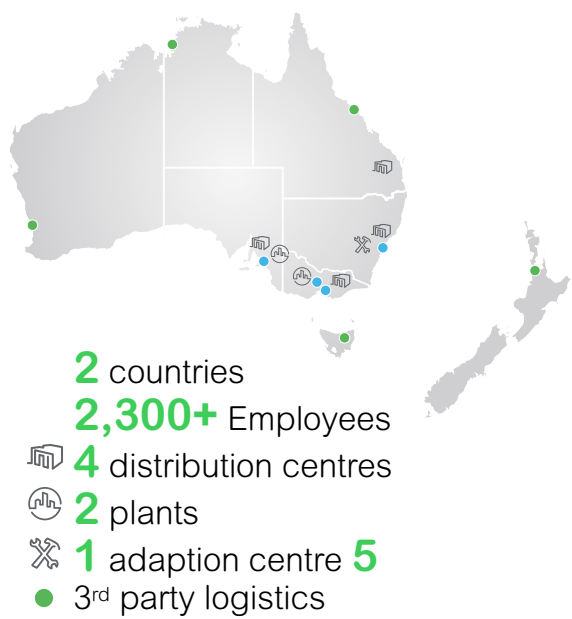 2 countries
2,300+ Employees
4 distribution centres
2 plants
1 adaption centre 5
3rd party logistics